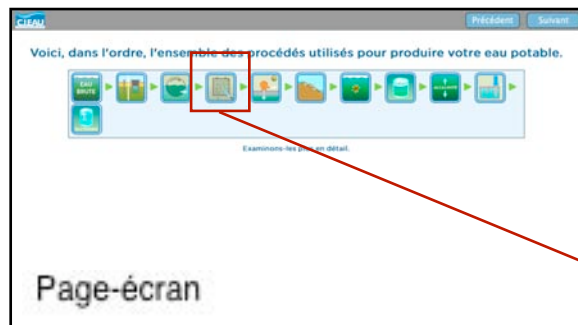 C.I.EAU
Précédent Suivant
Voici, dans l'ordre, l'ensemble des procédés utilisés pour produire votre eau potable.
EAU
BRUTE
Examinons-les plus en détail.
Page-écran